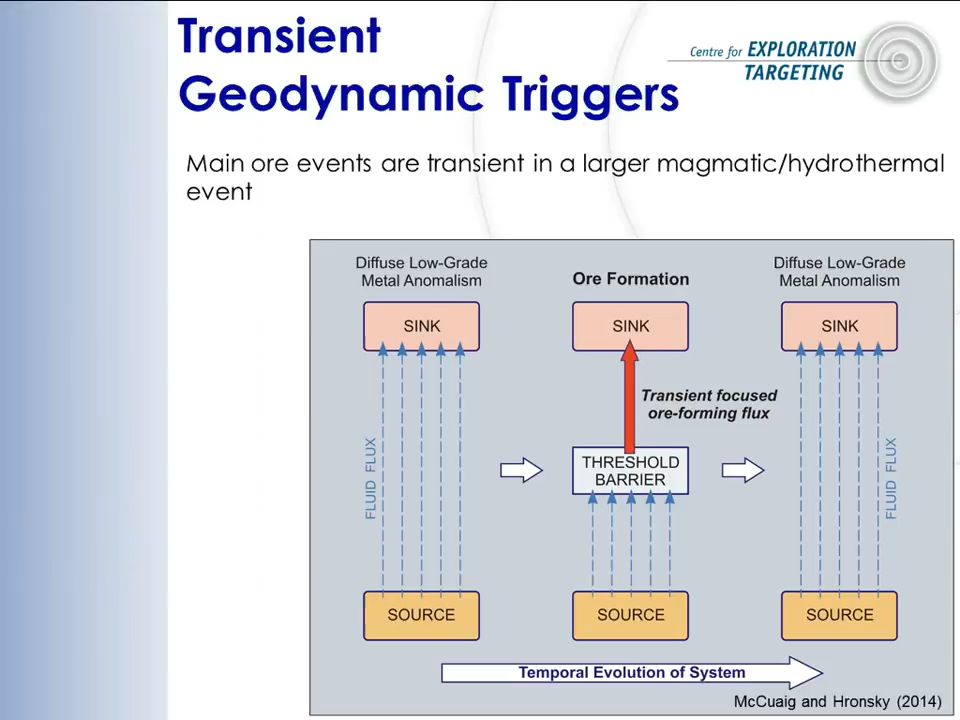 Transient
Geodynamic Triggers
Centre for EXPLORATION
TARGETING
Main ore events are transient in a larger magmatic/hydrothermal
event
Diffuse Low-Grade
Metal Anomalism
SINK
FLUID FLUX
SOURCE
Ore Formation
SINK
Transient focused
ore-forming flux
THRESHOLD
BARRIER
SOURCE
Diffuse Low-Grade
Metal Anomalism
SINK
FLUID FLUX
SOURCE
Temporal Evolution of System
McCuaig and Hronsky (2014)